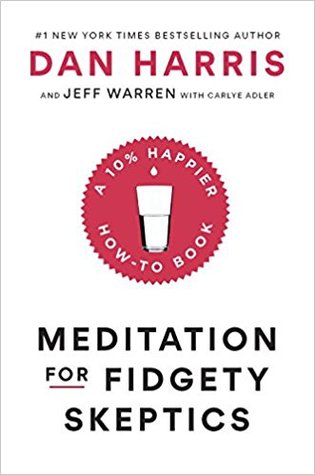 #1 NEW YORK TIMES BESTSELLING AUTHOR
DAN HARRIS
AND JEFF WARREN WITH CARLYE ADLER
A 10% HAPPIER
HOW-TO BOOK
MEDITATION
FOR FIDGETY
SKEPTICS